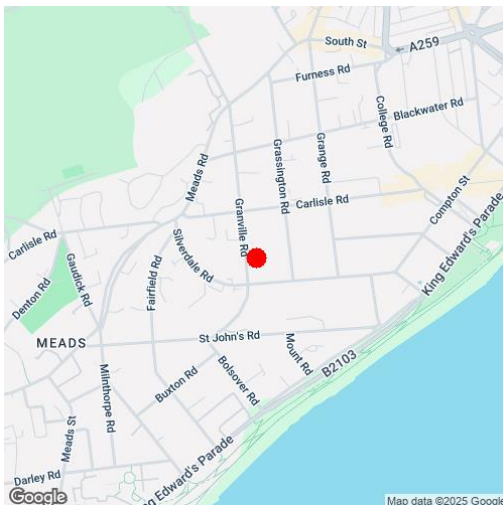 South St
A259
Furness Rd
College Rd
Blackwater Rd
Meads Rd
Grassington Rd
Grange Rd
Compton St
Carlisle Rd
Granville Rd
Carlisle Rd
Silverdale Rd
King Edward's Parade
Denton Rd
Gaudick Rd
Fairfield Rd
St John's Rd
MEADS
Mount Rd
B2103
Bolsover Rd
Buxton Rd
Milnthorpe Rd
Meads St
King Edward's Parade
Darley Rd
Google
Map data ©2025 Google